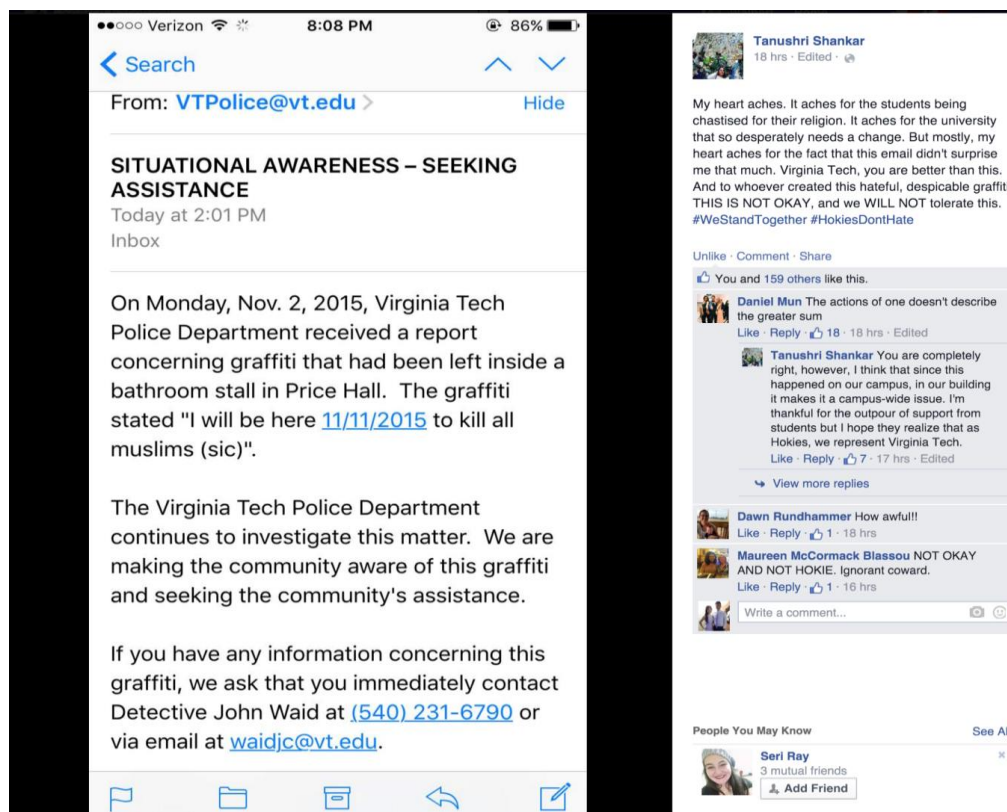 Verizon 8:08 PM 86%
Search
From: VTPolice@vt.edu > Hide
SITUATIONAL AWARENESS – SEEKING
ASSISTANCE
Today at 2:01 PM
Inbox
On Monday, Nov. 2, 2015, Virginia Tech
Police Department received a report
concerning graffiti that had been left inside a
bathroom stall in Price Hall.  The graffiti
stated "I will be here 11/11/2015 to kill all
muslims (sic)".
The Virginia Tech Police Department
continues to investigate this matter.  We are
making the community aware of this graffiti
and seeking the community's assistance.
If you have any information concerning this
graffiti, we ask that you immediately contact
Detective John Waid at (540) 231-6790 or
via email at waidjc@vt.edu.
Tanushri Shankar
18 hrs · Edited ·
My heart aches. It aches for the students being
chastised for their religion. It aches for the university
that so desperately needs a change. But mostly, my
heart aches for the fact that this email didn't surprise
me that much. Virginia Tech, you are better than this.
And to whoever created this hateful, despicable graffiti
THIS IS NOT OKAY, and we WILL NOT tolerate this.
#WeStandTogether #HokiesDontHate
Unlike · Comment · Share
You and 159 others like this.
Daniel Mun The actions of one doesn't describe
the greater sum
Like · Reply · 18 · 18 hrs · Edited
Tanushri Shankar You are completely
right, however, I think that since this
happened on our campus, in our building
it makes it a campus-wide issue. I'm
thankful for the outpour of support from
students but I hope they realize that as
Hokies, we represent Virginia Tech.
Like · Reply · 7 · 17 hrs · Edited
View more replies
Dawn Rundhammer How awful!!
Like · Reply · 1 · 18 hrs
Maureen McCormack Blassou NOT OKAY
AND NOT HOKIE. Ignorant coward.
Like · Reply · 1 · 16 hrs
Write a comment...
People You May Know See Al
Seri Ray
3 mutual friends
Add Friend